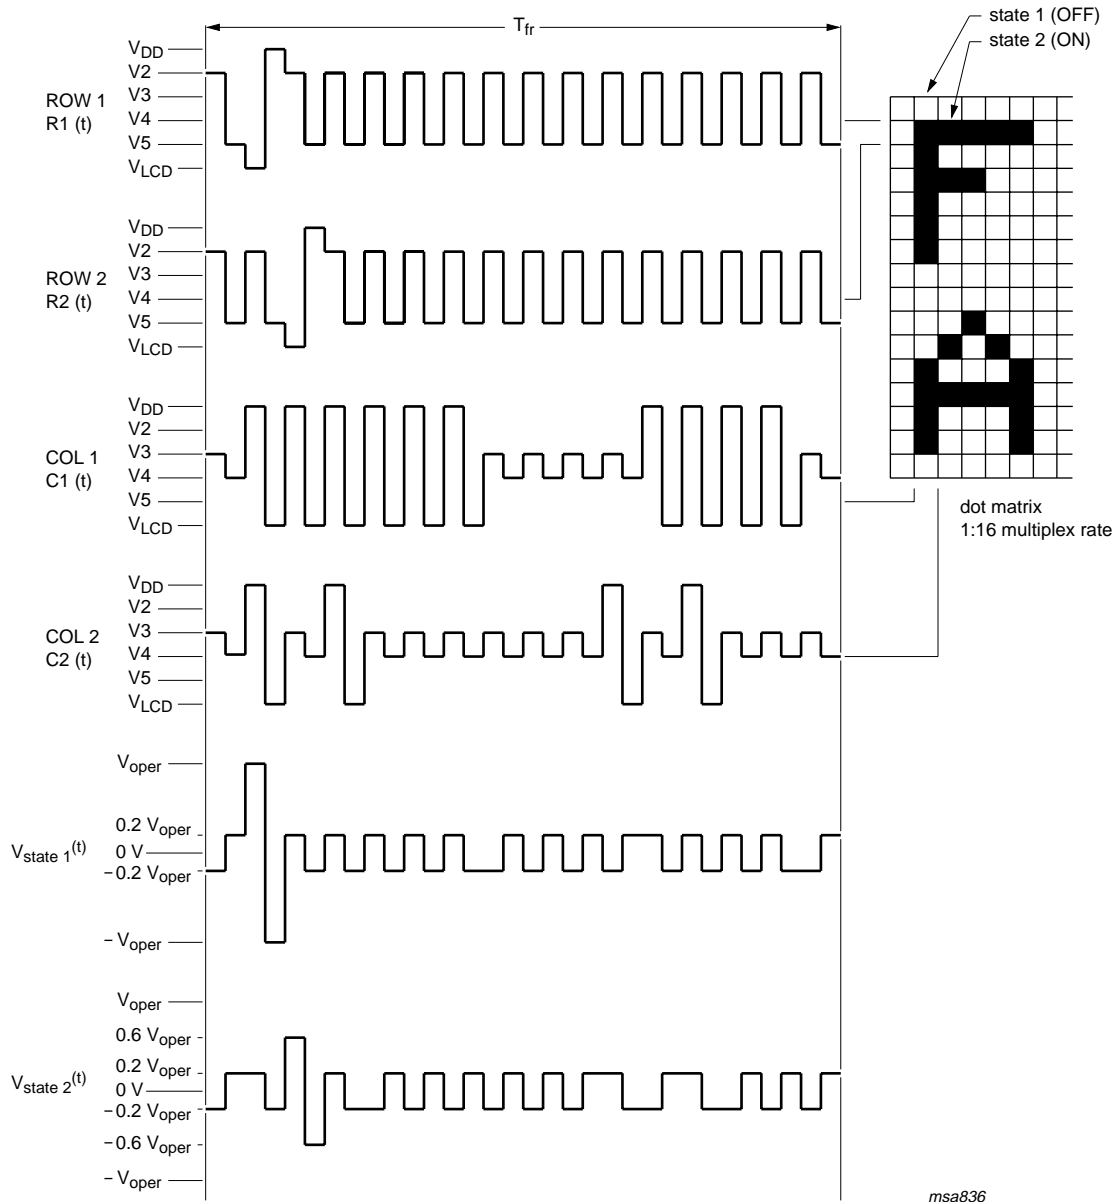 T_fr
state 1 (OFF)
state 2 (ON)
ROW 1
R1 (t)
V_DD
V2
V3
V4
V5
V_LCD
ROW 2
R2 (t)
V_DD
V2
V3
V4
V5
V_LCD
COL 1
C1 (t)
V_DD
V2
V3
V4
V5
V_LCD
dot matrix
1:16 multiplex rate
COL 2
C2 (t)
V_DD
V2
V3
V4
V5
V_LCD
V_state 1(t)
V_oper
0.2 V_oper
0 V
−0.2 V_oper
− V_oper
V_state 2(t)
V_oper
0.6 V_oper
0.2 V_oper
0 V
−0.2 V_oper
−0.6 V_oper
− V_oper
msa836